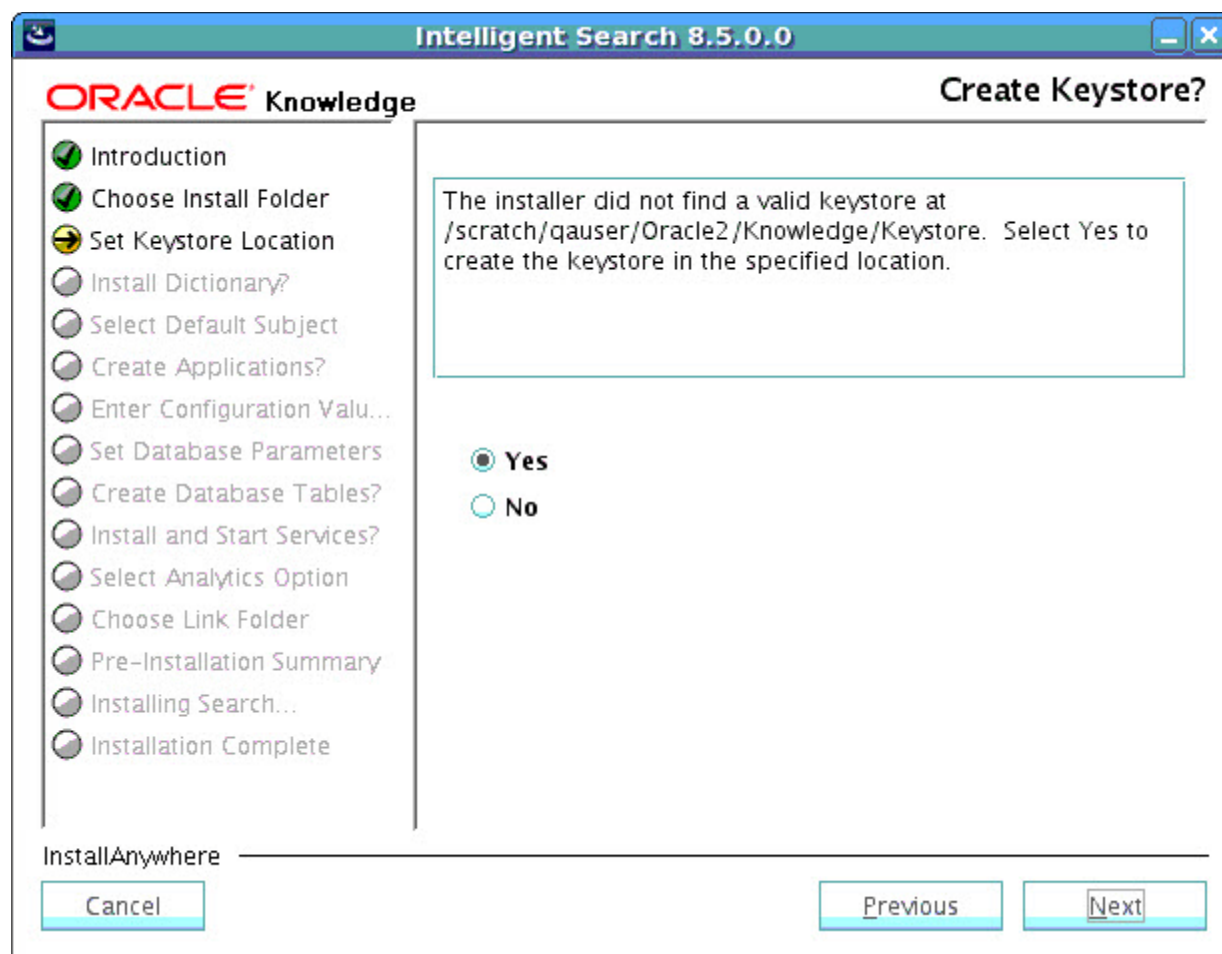 Intelligent Search 8.5.0.0
ORACLE Knowledge
Create Keystore?
Introduction
Choose Install Folder
Set Keystore Location
Install Dictionary?
Select Default Subject
Create Applications?
Enter Configuration Valu...
Set Database Parameters
Create Database Tables?
Install and Start Services?
Select Analytics Option
Choose Link Folder
Pre-Installation Summary
Installing Search...
Installation Complete
The installer did not find a valid keystore at
/scratch/qauser/Oracle2/Knowledge/Keystore. Select Yes to
create the keystore in the specified location.
Yes
No
InstallAnywhere
Cancel
Previous
Next